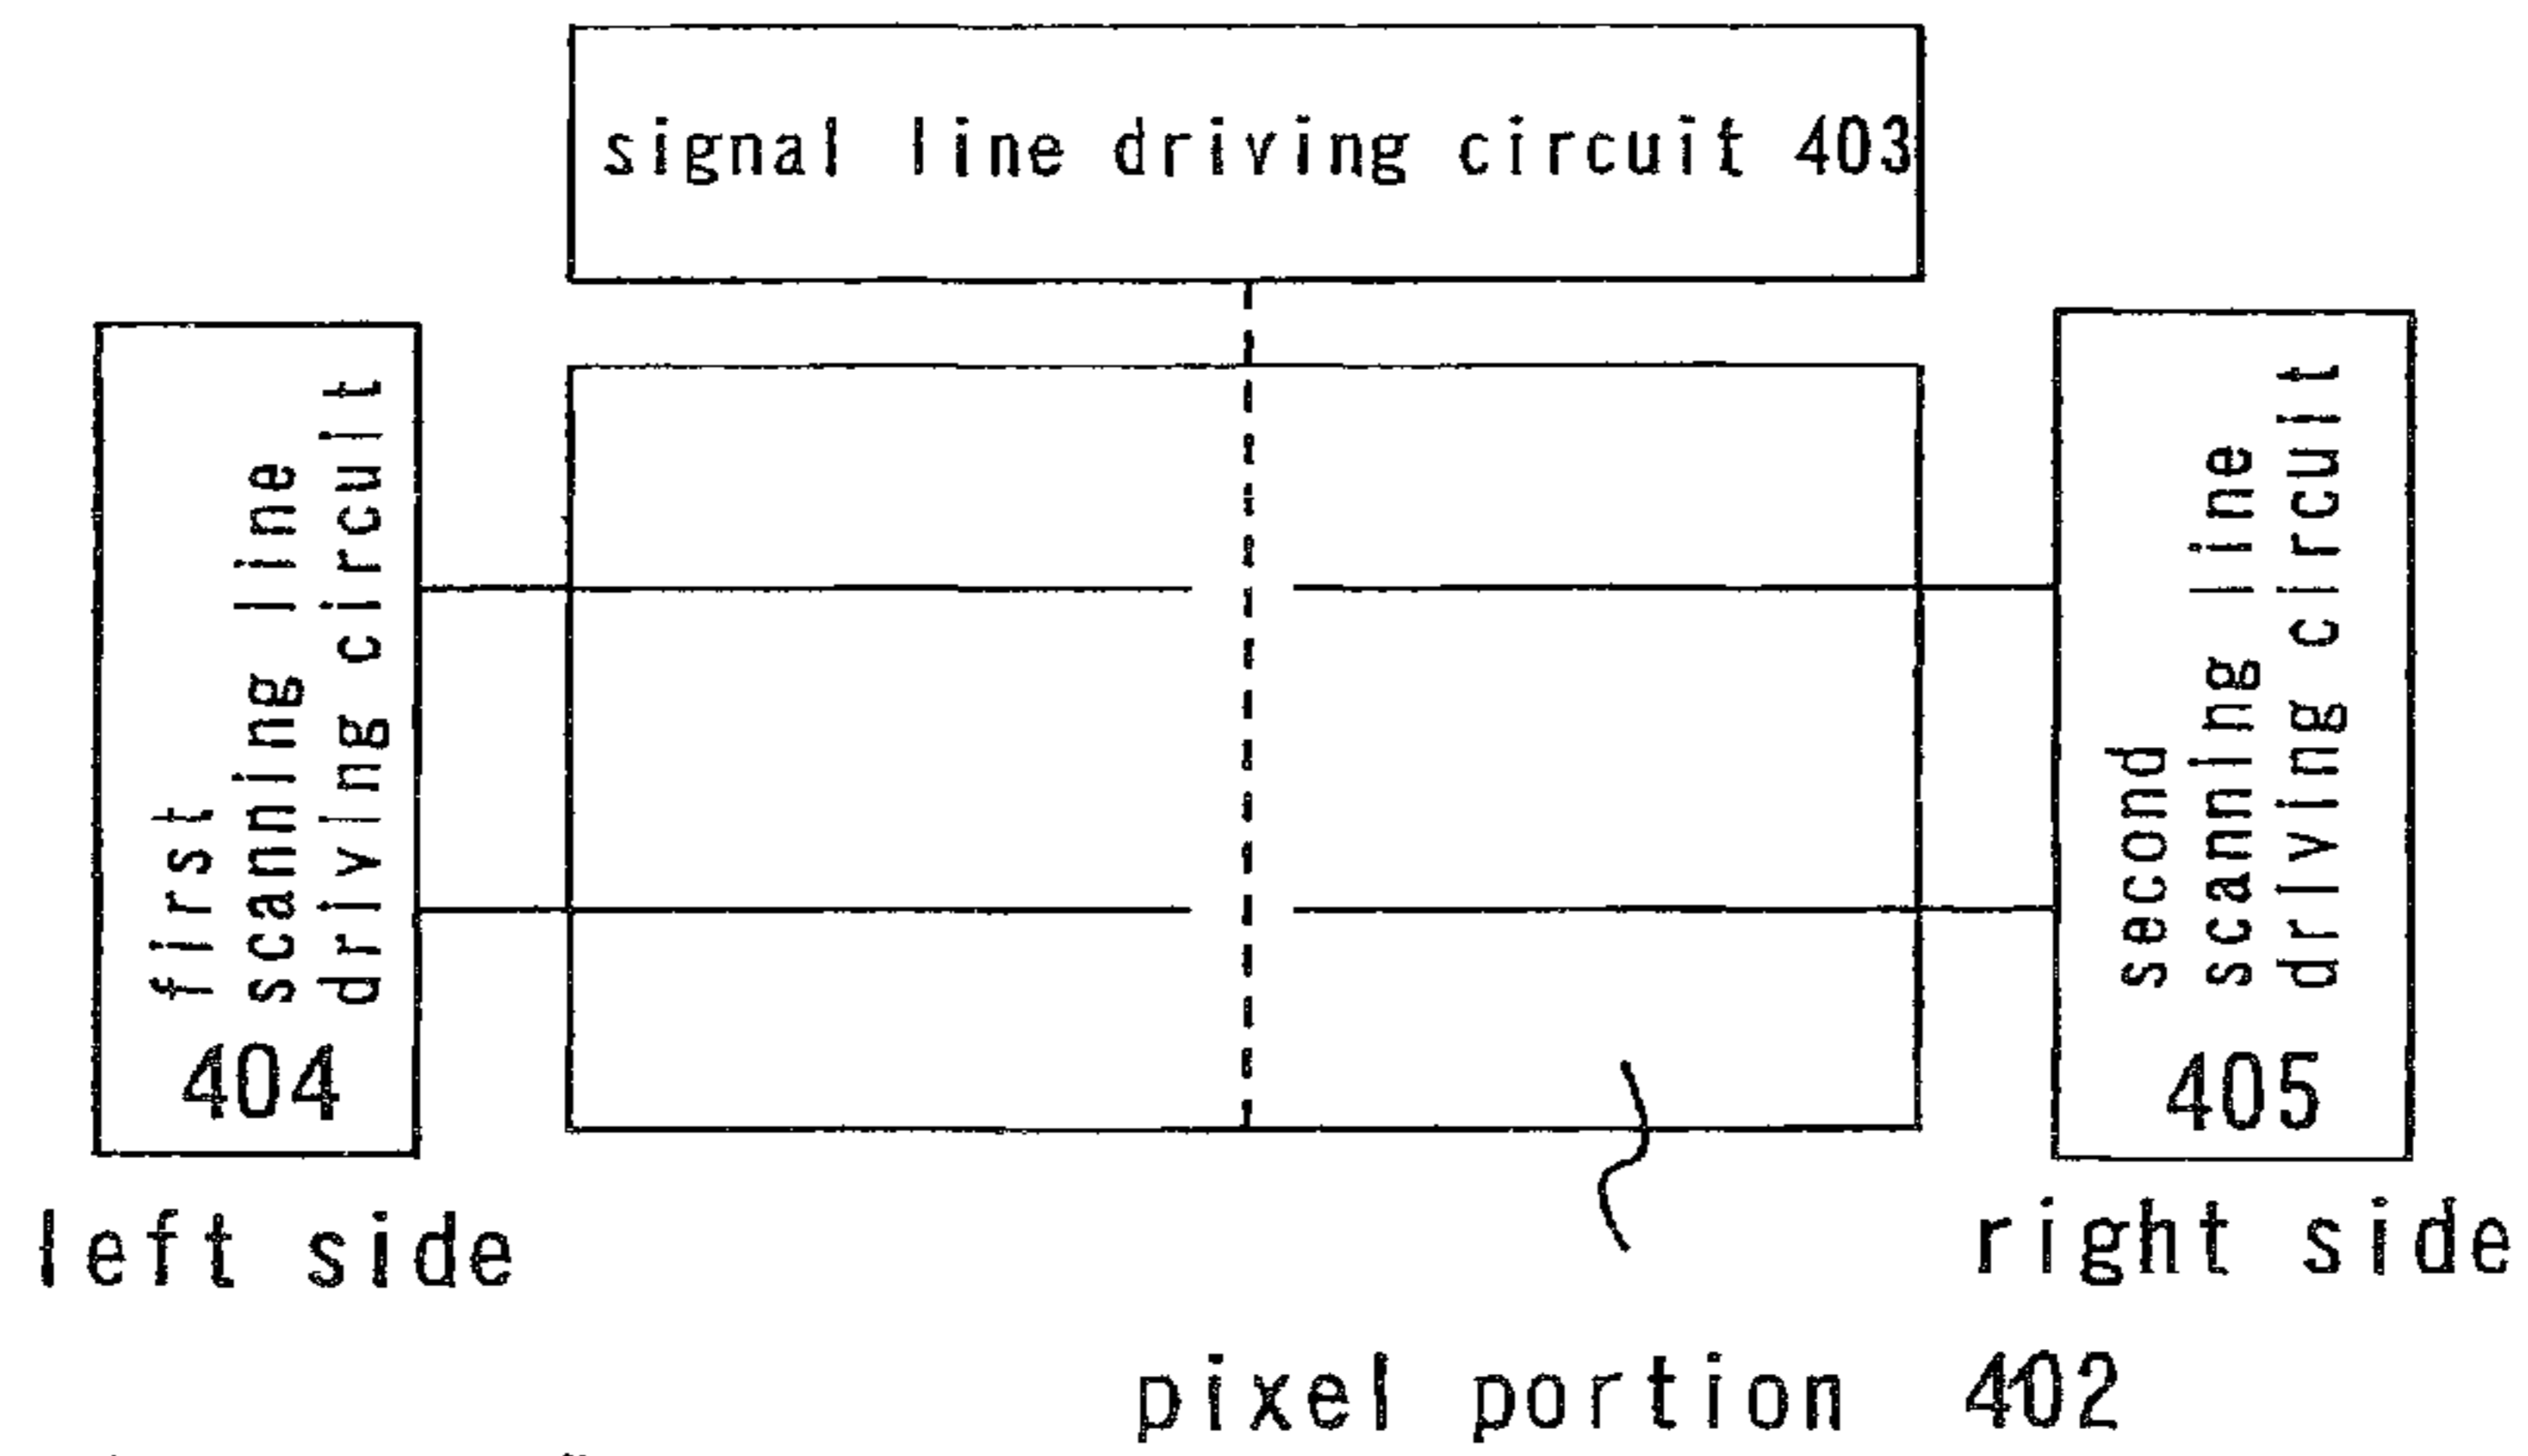 signal line driving circuit 403
first
scanning line
driving circuit
404
second
scanning line
driving circuit
405
left side
right side
pixel portion 402